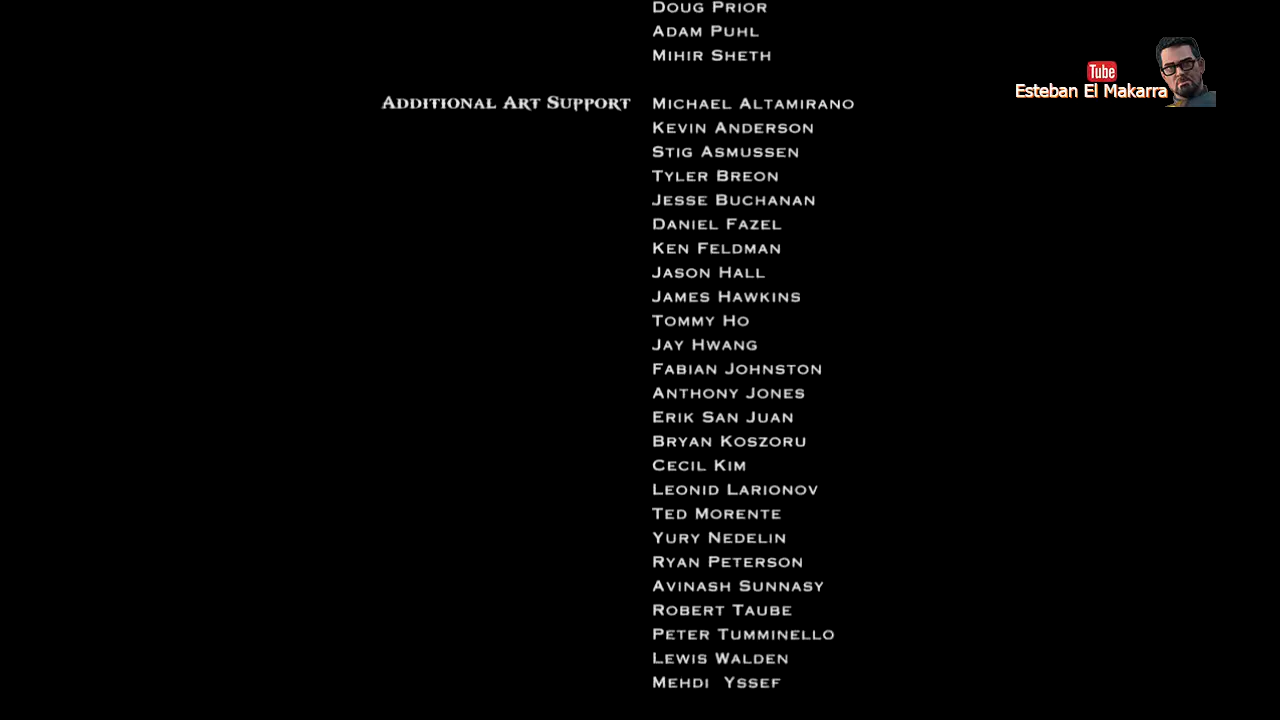 Doug Prior
Adam Puhl
Mihir Sheth
Tube
Esteban El Makarra
Additional Art Support Michael Altamirano
Kevin Anderson
Stig Asmussen
Tyler Breon
Jesse Buchanan
Daniel Fazel
Ken Feldman
Jason Hall
James Hawkins
Tommy Ho
Jay Hwang
Fabian Johnston
Anthony Jones
Erik San Juan
Bryan Koszoru
Cecil Kim
Leonid Larionov
Ted Morente
Yury Nedelin
Ryan Peterson
Avinash Sunnasy
Robert Taube
Peter Tumminello
Lewis Walden
Mehdi Yssef